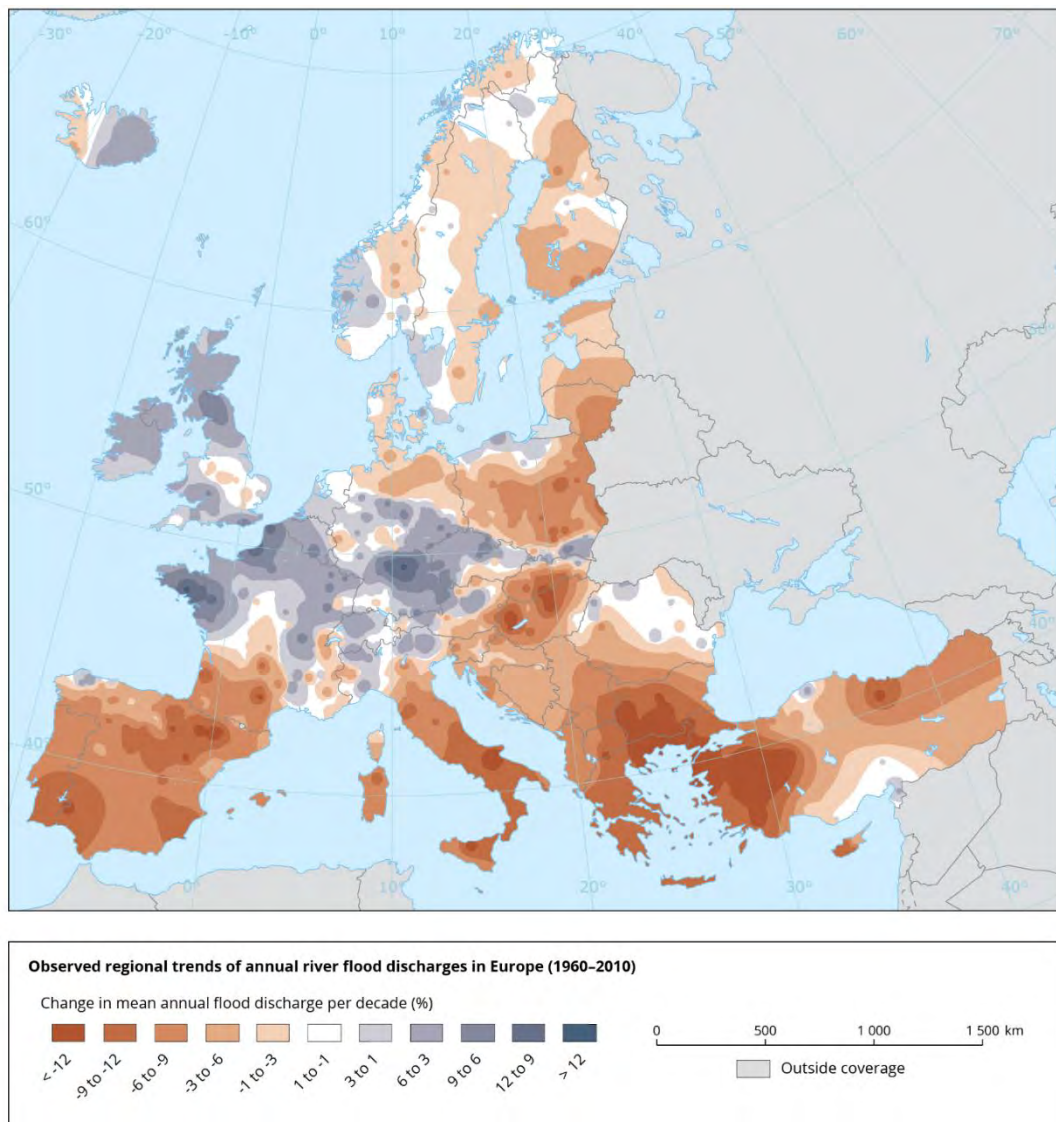 -30° -20° -10° 0° 10° 20° 30° 40° 50° 60° 70°
60°
50°
40°
40°
0° 10° 20° 30° 40°
Observed regional trends of annual river flood discharges in Europe (1960–2010)
Change in mean annual flood discharge per decade (%)
< -12 -9 to -12 -6 to -9 -3 to -6 -1 to -3 1 to -1 3 to 1 6 to 3 9 to 6 12 to 9 > 12
0 500 1 000 1 500 km
Outside coverage